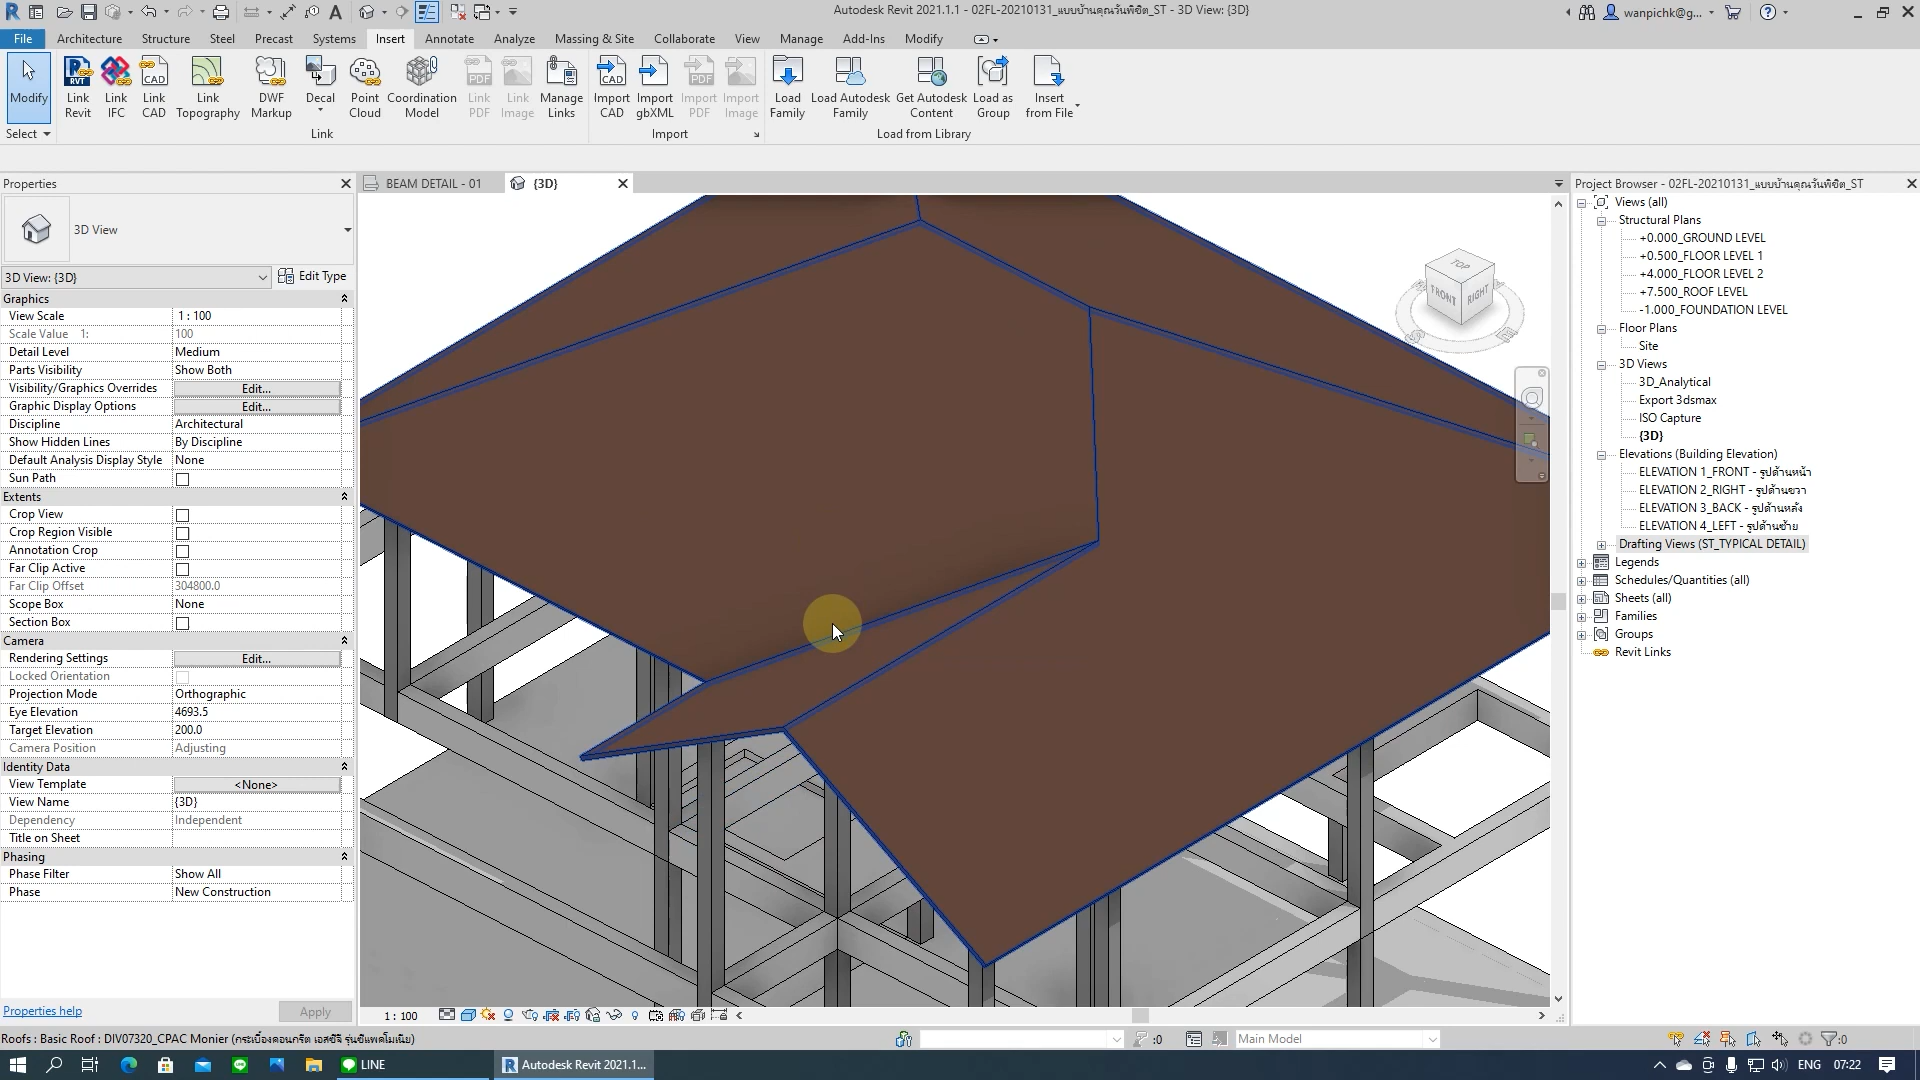 Autodesk Revit 2021.1.1 - 02FL-20210131_แบบบ้านคุณวันพิชิต_ST - 3D View: {3D}
wanpichk@g...
File Architecture Structure Steel Precast Systems Insert Annotate Analyze Massing & Site Collaborate View Manage Add-Ins Modify
Modify
Link Revit
Link IFC
Link CAD
Link Topography
DWF Markup
Decal
Point Cloud
Coordination Model
Link PDF
Link Image
Manage Links
Import CAD
Import gbXML
Import PDF
Import Image
Load Family
Load Autodesk Family
Get Autodesk Content
Load as Group
Insert from File
Select Link Import Load from Library
Properties
BEAM DETAIL - 01
{3D}
3D View
3D View: {3D}
Edit Type
Graphics
View Scale 1 : 100
Scale Value 1: 100
Detail Level Medium
Parts Visibility Show Both
Visibility/Graphics Overrides Edit...
Graphic Display Options Edit...
Discipline Architectural
Show Hidden Lines By Discipline
Default Analysis Display Style None
Sun Path
Extents
Crop View
Crop Region Visible
Annotation Crop
Far Clip Active
Far Clip Offset 304800.0
Scope Box None
Section Box
Camera
Rendering Settings Edit...
Locked Orientation
Projection Mode Orthographic
Eye Elevation 4693.5
Target Elevation 200.0
Camera Position Adjusting
Identity Data
View Template <None>
View Name {3D}
Dependency Independent
Title on Sheet
Phasing
Phase Filter Show All
Phase New Construction
Properties help
Apply
TOP
FRONT
RIGHT
S
E
Project Browser - 02FL-20210131_แบบบ้านคุณวันพิชิต_ST
Views (all)
Structural Plans
+0.000_GROUND LEVEL
+0.500_FLOOR LEVEL 1
+4.000_FLOOR LEVEL 2
+7.500_ROOF LEVEL
-1.000_FOUNDATION LEVEL
Floor Plans
Site
3D Views
3D_Analytical
Export 3dsmax
ISO Capture
{3D}
Elevations (Building Elevation)
ELEVATION 1_FRONT - รูปด้านหน้า
ELEVATION 2_RIGHT - รูปด้านขวา
ELEVATION 3_BACK - รูปด้านหลัง
ELEVATION 4_LEFT - รูปด้านซ้าย
Drafting Views (ST_TYPICAL DETAIL)
Legends
Schedules/Quantities (all)
Sheets (all)
Families
Groups
Revit Links
1 : 100
Roofs : Basic Roof : DIV07320_CPAC Monier (กระเบื้องคอนกรีต เอสซีจี รุ่นซีแพคโมเนีย)
:0
Main Model
:0
LINE
Autodesk Revit 2021.1...
ENG
07:22